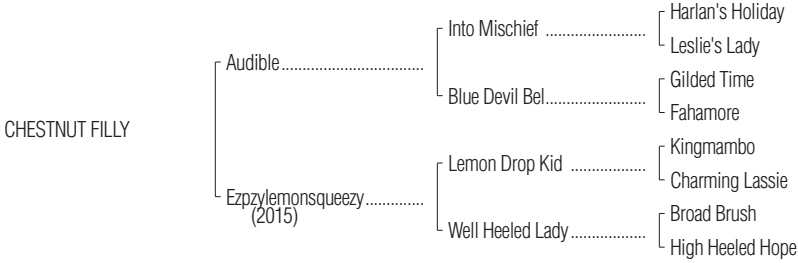 Harlan's Holiday
Into Mischief ........................
Leslie's Lady
Audible..................................
Gilded Time
Blue Devil Bel........................
Fahamore
CHESTNUT FILLY
Kingmambo
Lemon Drop Kid ..................
Charming Lassie
Ezpzylemonsqueezy..............
(2015)
Broad Brush
Well Heeled Lady..................
High Heeled Hope